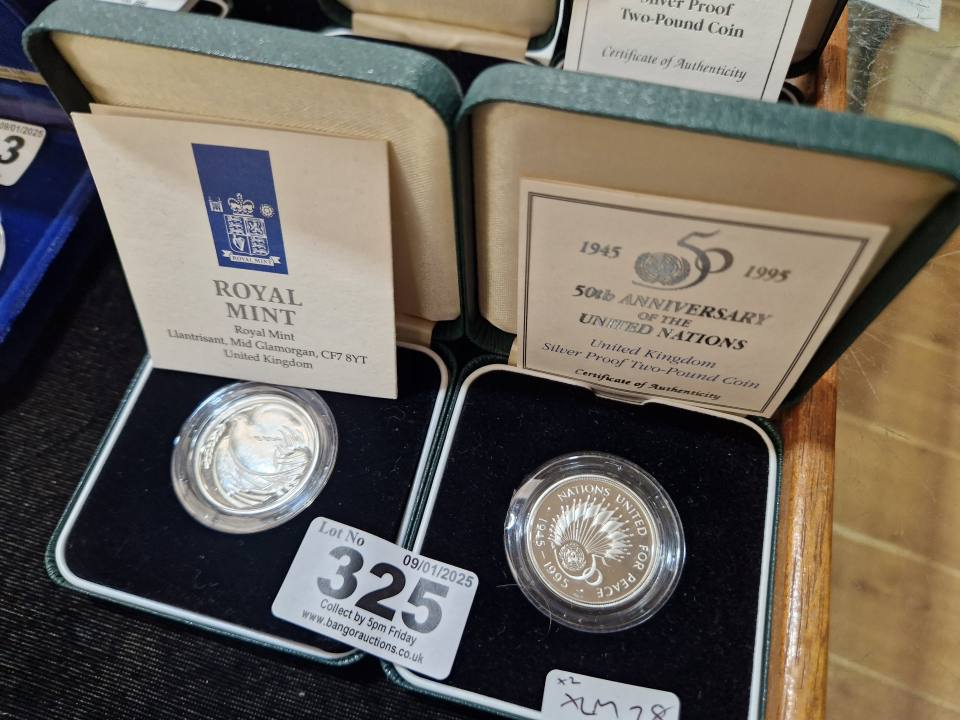 Silver Proof
Two-Pound Coin
Certificate of Authenticity
09/01/2025
3
ROYAL MINT
ROYAL
MINT
Royal Mint
Llantrisant, Mid Glamorgan, CF7 8YT
United Kingdom
1945 50 1995
50th ANNIVERSARY
OF THE
UNITED NATIONS
United Kingdom
Silver Proof Two-Pound Coin
Certificate of Authenticity
NATIONS UNITED FOR PEACE
1945-1995
Lot No
09/01/2025
325
Collect by 5pm Friday
www.bangorauctions.co.uk
x2